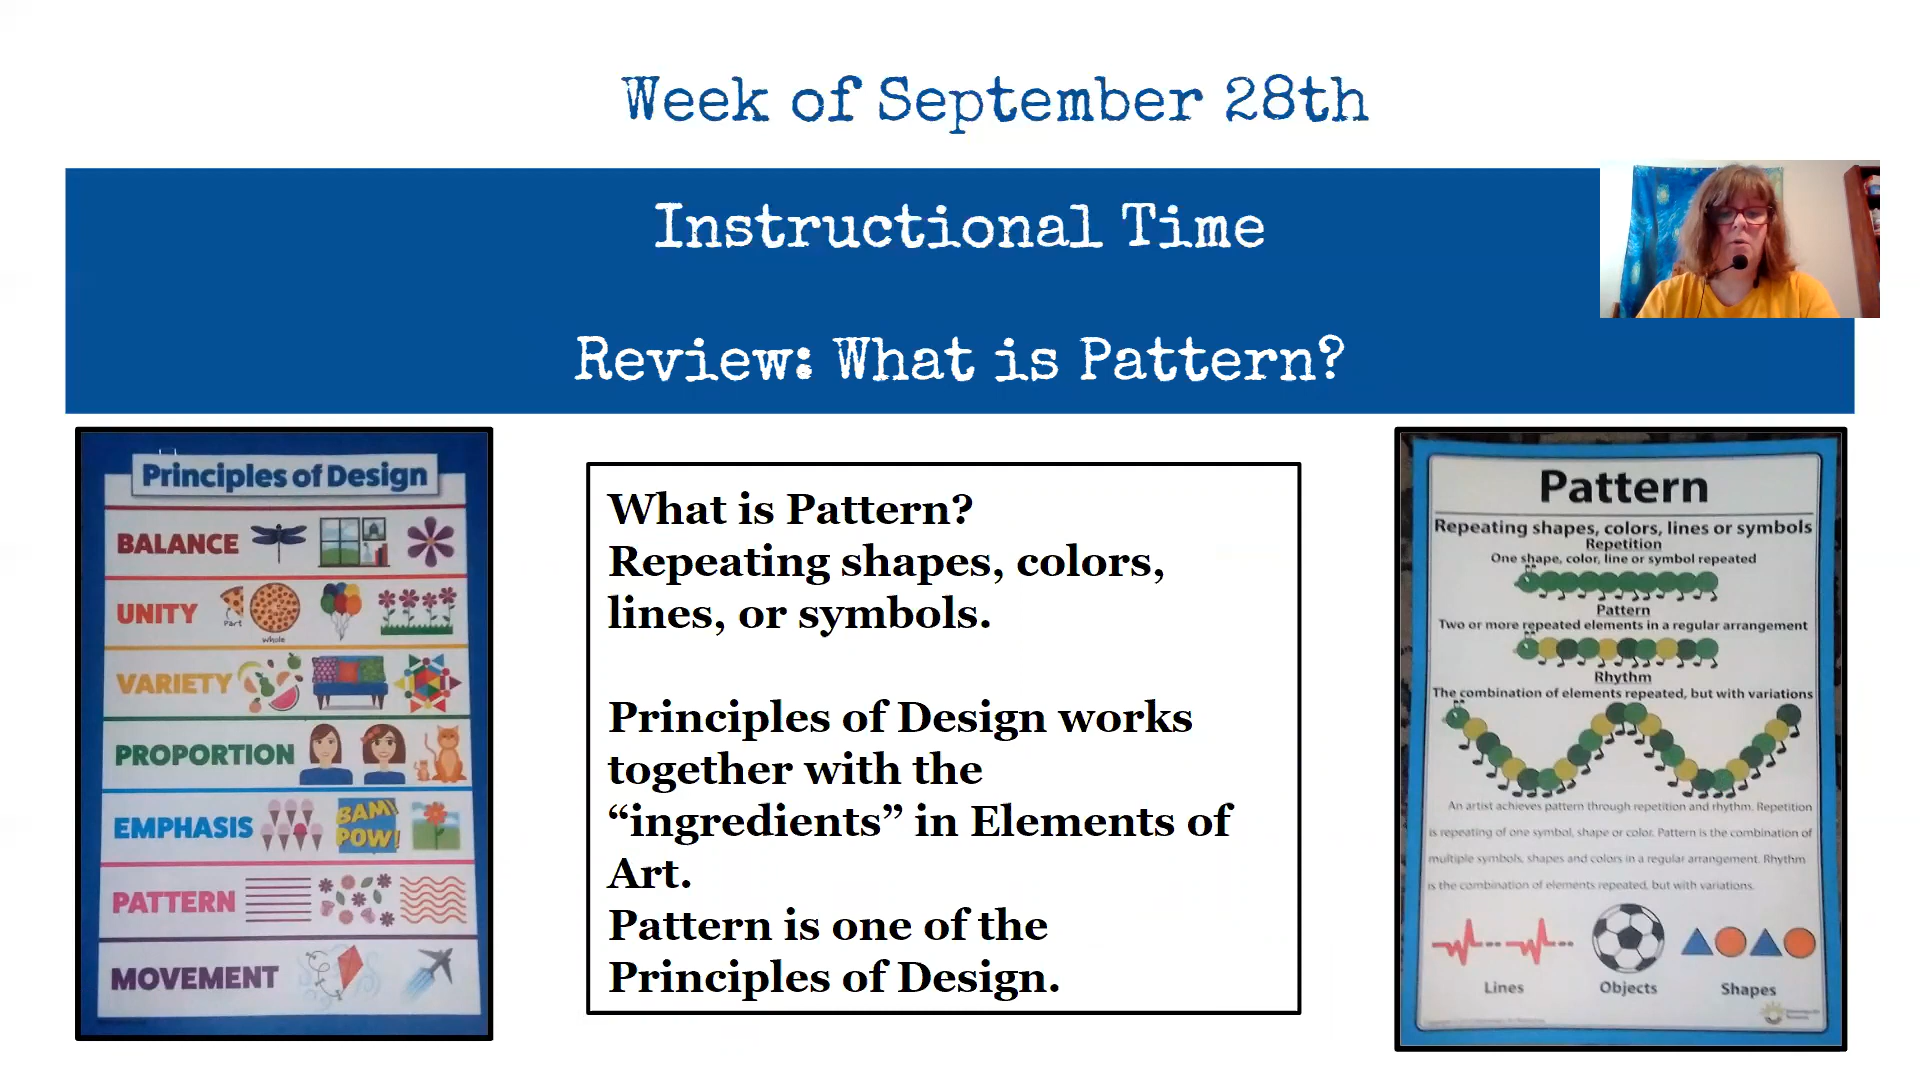 Week of September 28th
Instructional Time
Review: What is Pattern?
Principles of Design
BALANCE
UNITY
Part
Whole
VARIETY
PROPORTION
EMPHASIS
BAM!
POW!
PATTERN
MOVEMENT
What is Pattern?
Repeating shapes, colors,
lines, or symbols.
Principles of Design works
together with the
“ingredients” in Elements of
Art.
Pattern is one of the
Principles of Design.
Pattern
Repeating shapes, colors, lines or symbols
Repetition
One shape, color, line or symbol repeated
Pattern
Two or more repeated elements in a regular arrangement
Rhythm
The combination of elements repeated, but with variations
An artist achieves pattern through repetition and rhythm. Repetition
is repeating of one symbol, shape or color. Pattern is the combination of
multiple symbols, shapes and colors in a regular arrangement. Rhythm
is the combination of elements repeated, but with variations.
Lines
Objects
Shapes